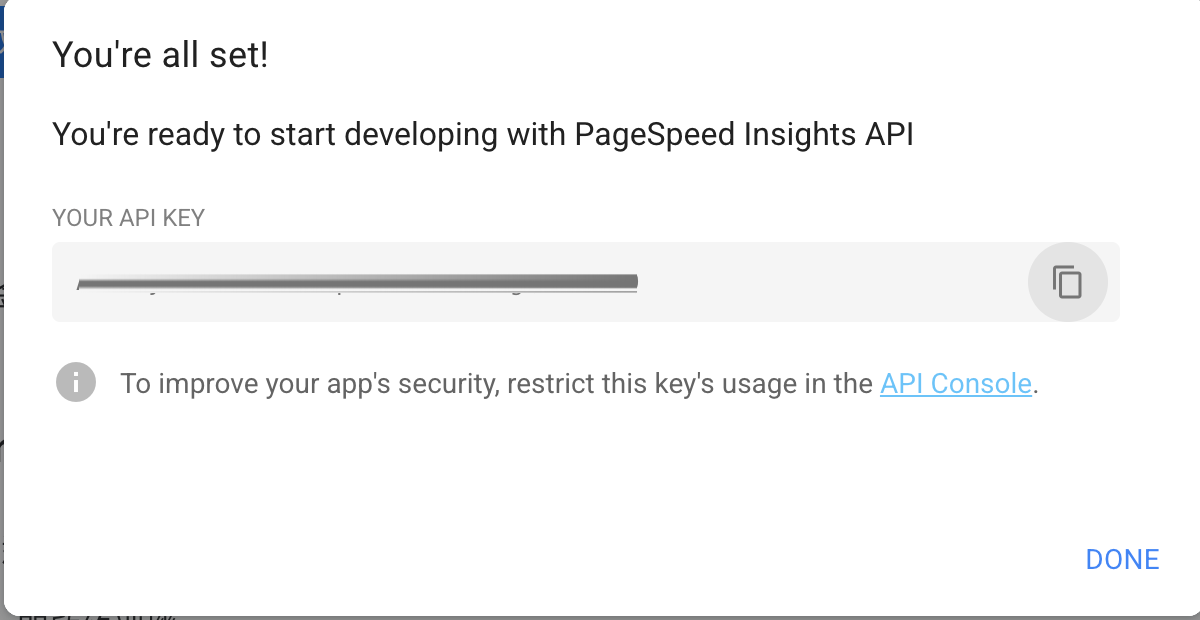 You're all set!
You're ready to start developing with PageSpeed Insights API
YOUR API KEY
To improve your app's security, restrict this key's usage in the API Console.
DONE